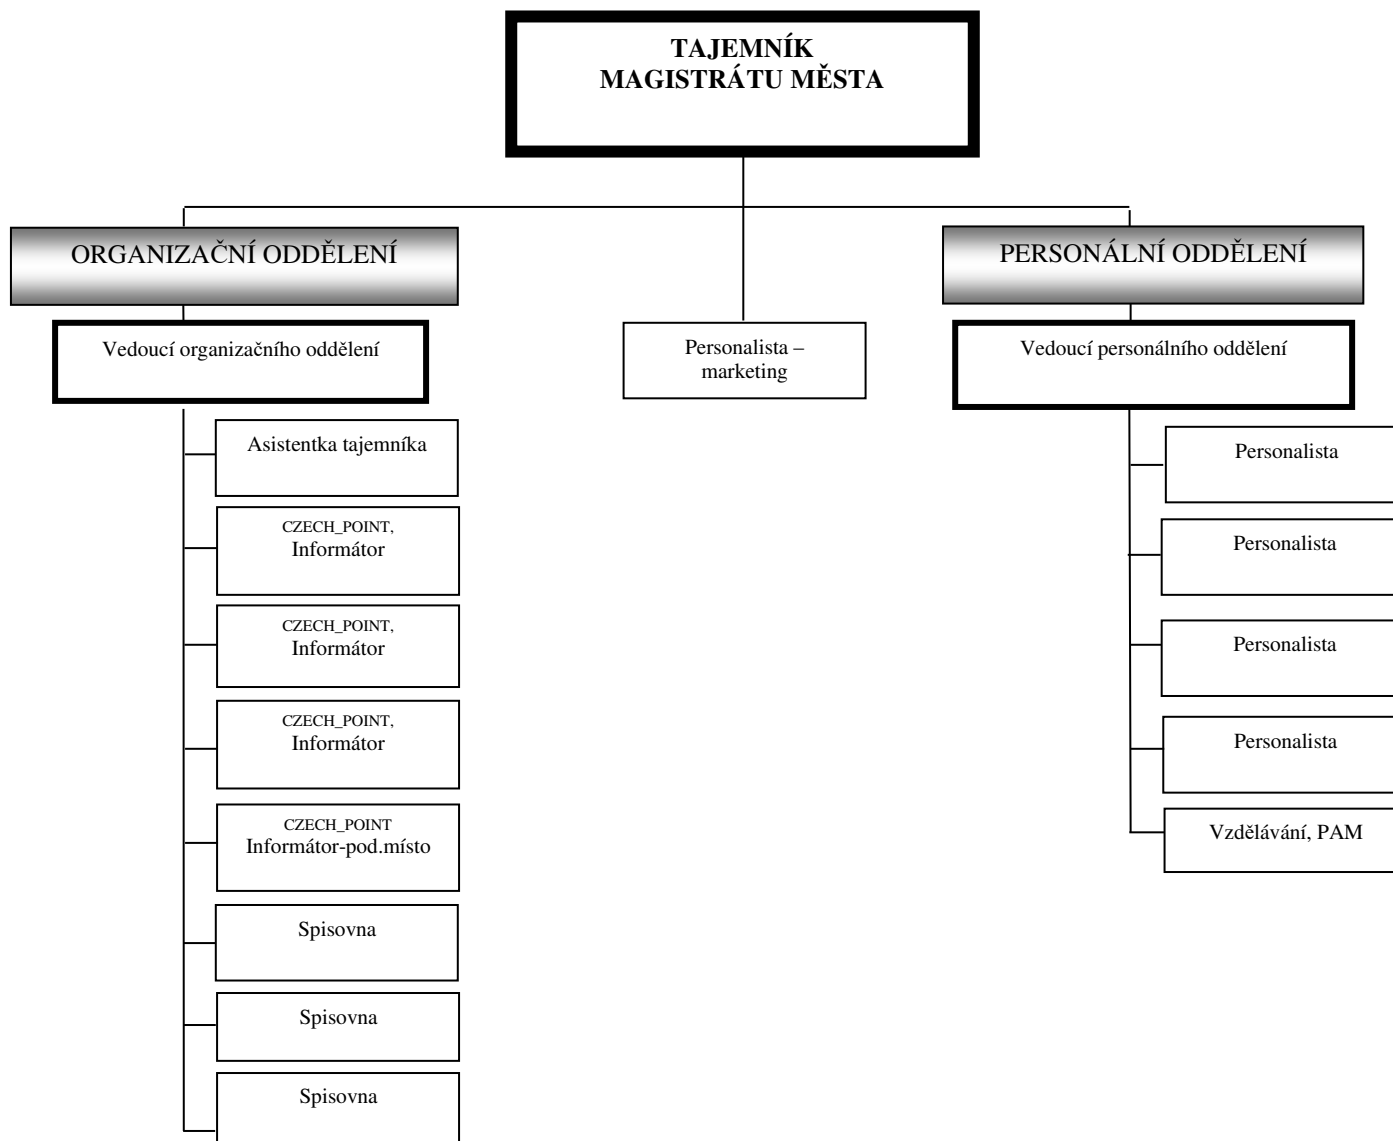 TAJEMNÍK
MAGISTRÁTU MĚSTA
ORGANIZAČNÍ ODDĚLENÍ
Vedoucí organizačního oddělení
Asistentka tajemníka
CZECH_POINT,
Informátor
CZECH_POINT,
Informátor
CZECH_POINT,
Informátor
CZECH_POINT
Informátor-pod.místo
Spisovna
Spisovna
Spisovna
Personalista –
marketing
PERSONÁLNÍ ODDĚLENÍ
Vedoucí personálního oddělení
Personalista
Personalista
Personalista
Personalista
Vzdělávání, PAM